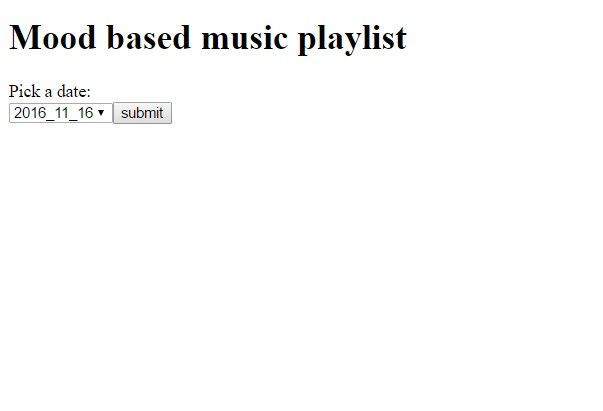 Mood based music playlist
Pick a date:
2016_11_16 submit